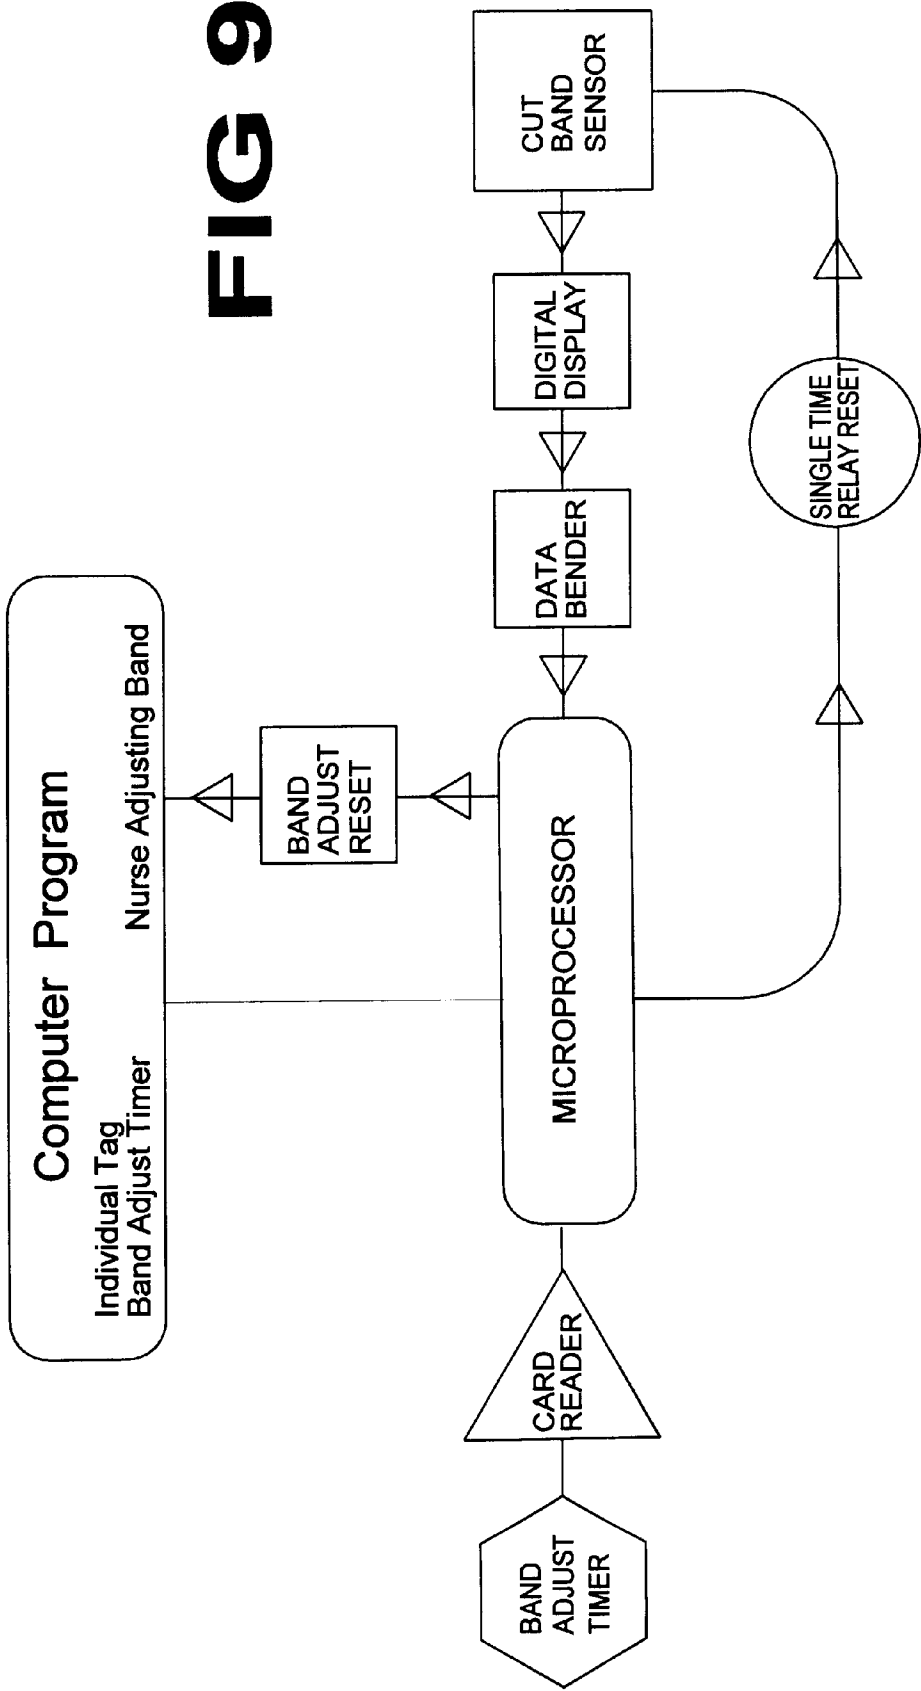 FIG 9
Computer Program
Individual Tag
Band Adjust Timer
Nurse Adjusting Band
BAND
ADJUST
RESET
BAND
ADJUST
TIMER
CARD
READER
MICROPROCESSOR
DATA
BENDER
DIGITAL
DISPLAY
CUT
BAND
SENSOR
SINGLE TIME
RELAY RESET